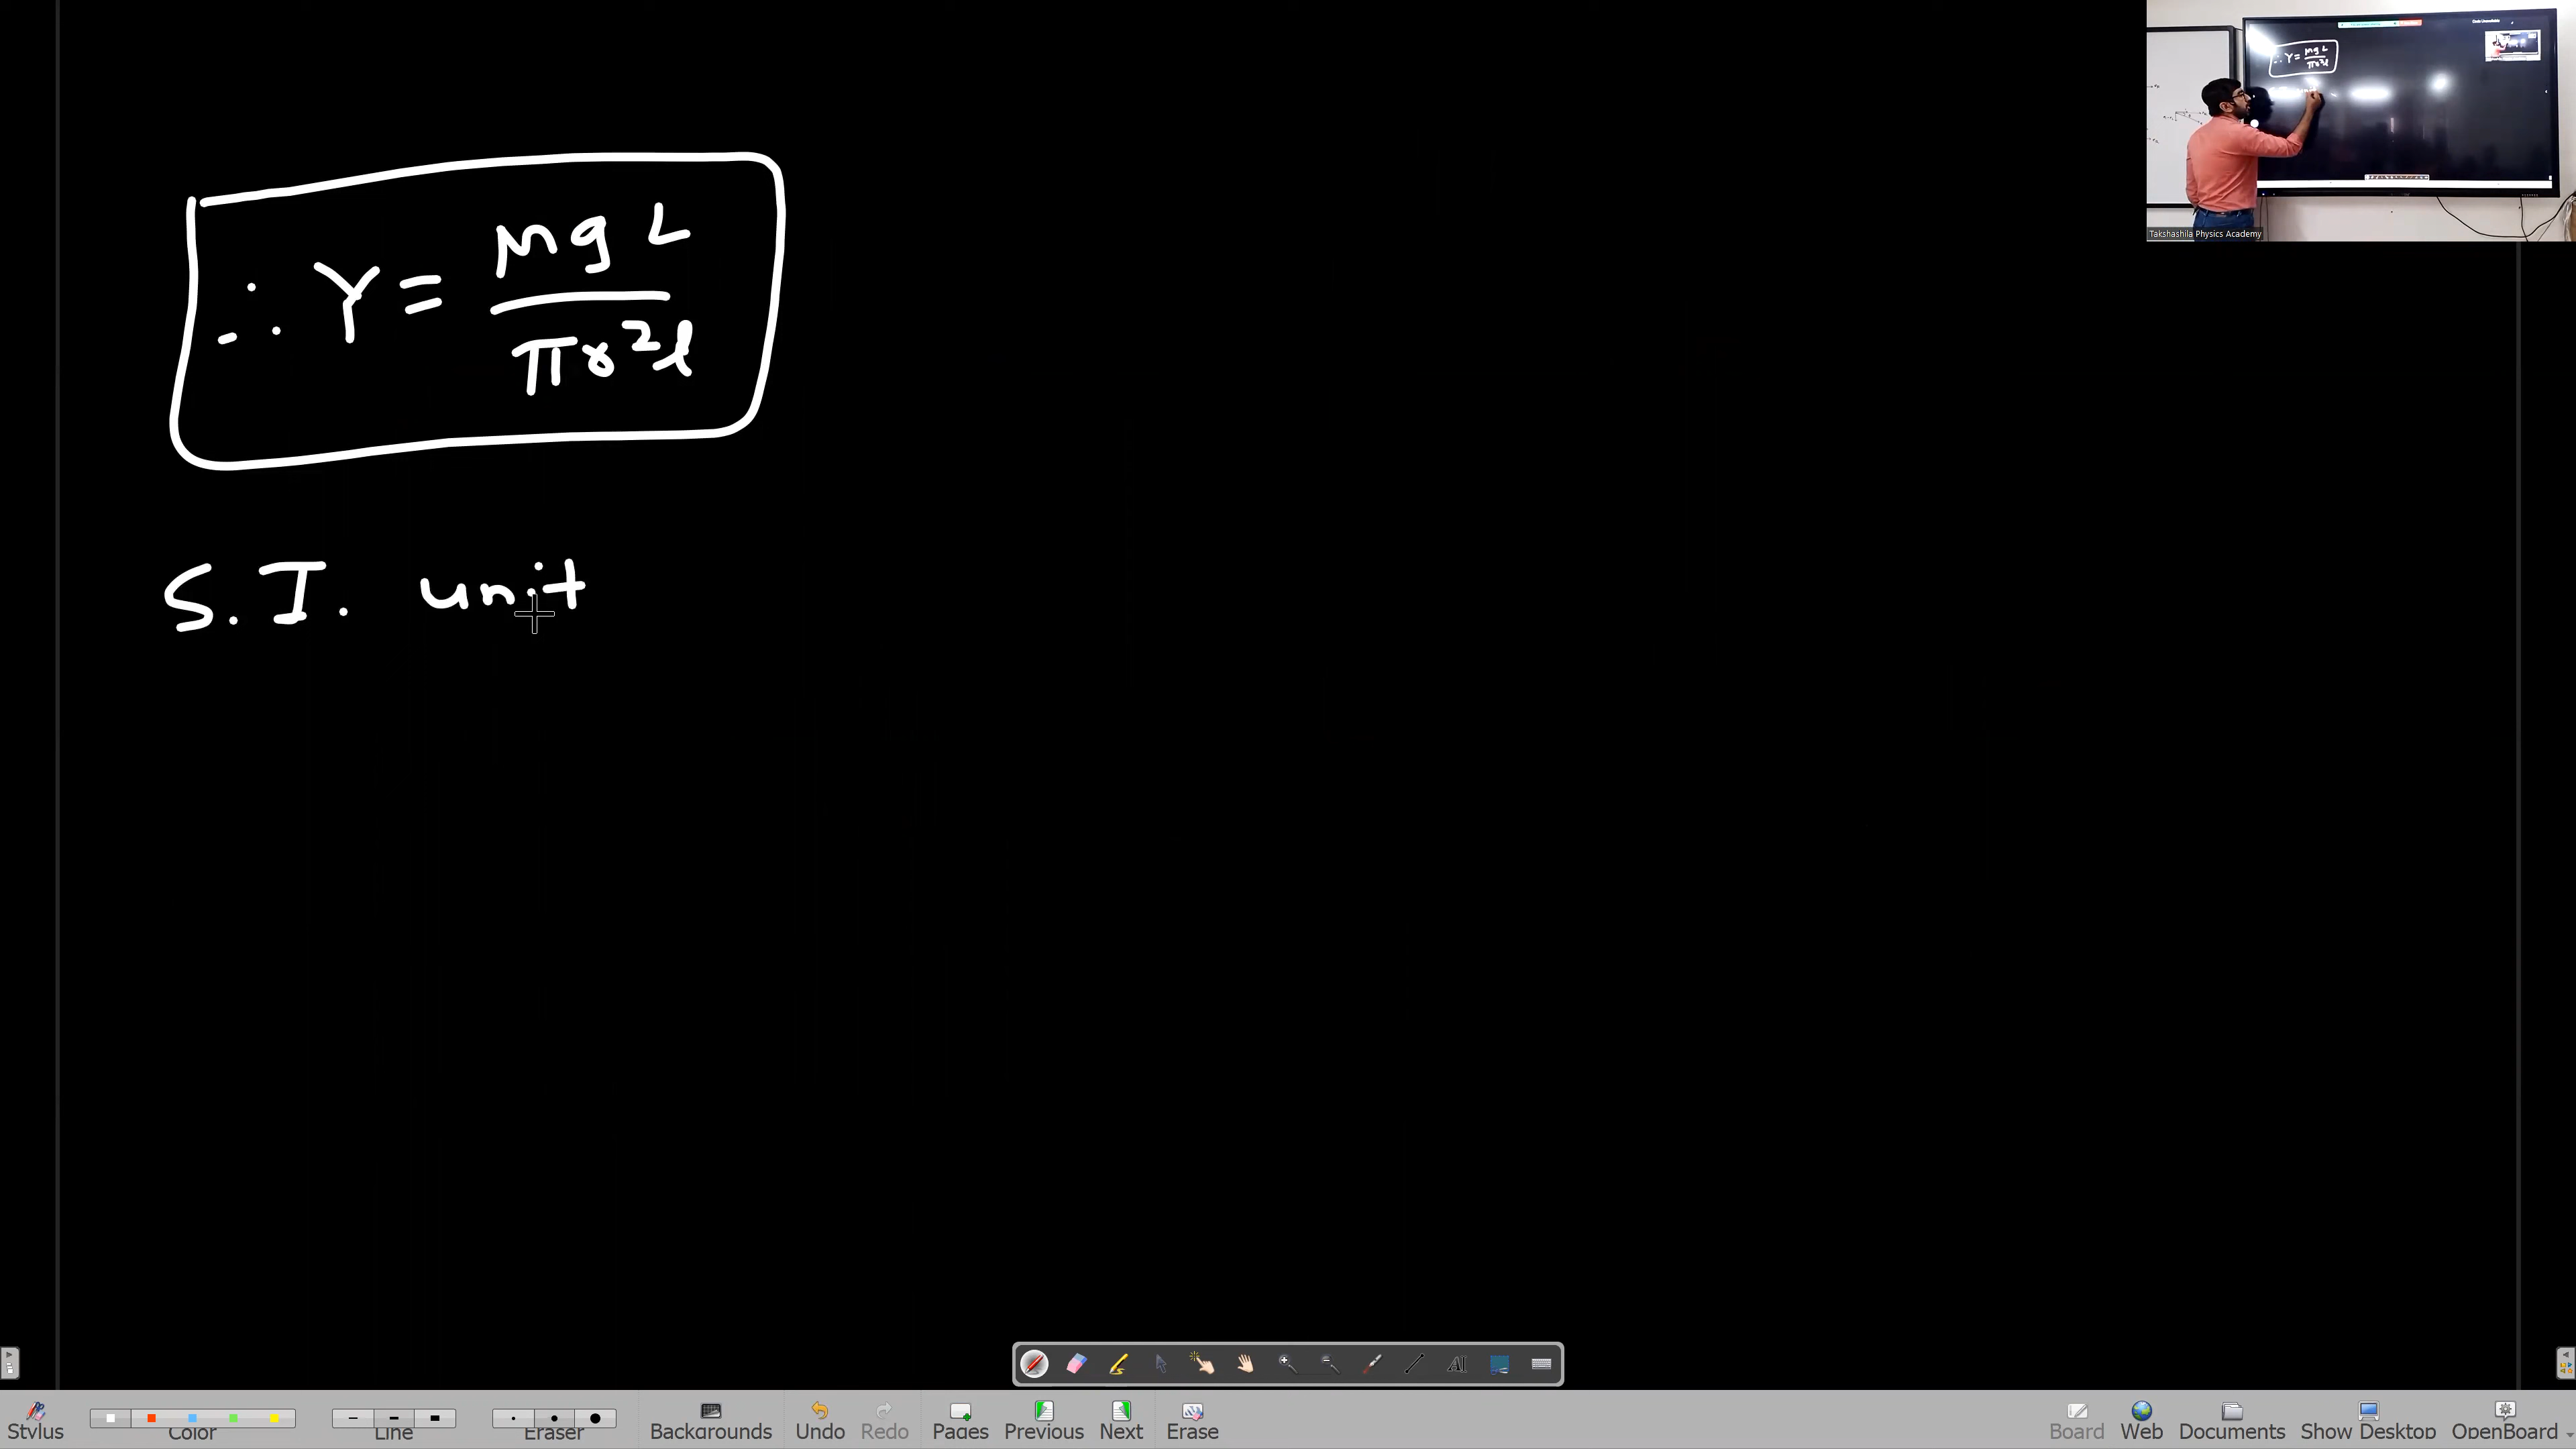 ∴ Y = MgL / πr²l
S.I. unit
Takshashila Physics Academy
Stylus Color Line Eraser Backgrounds Undo Redo Pages Previous Next Erase Board Web Documents Show Desktop OpenBoard